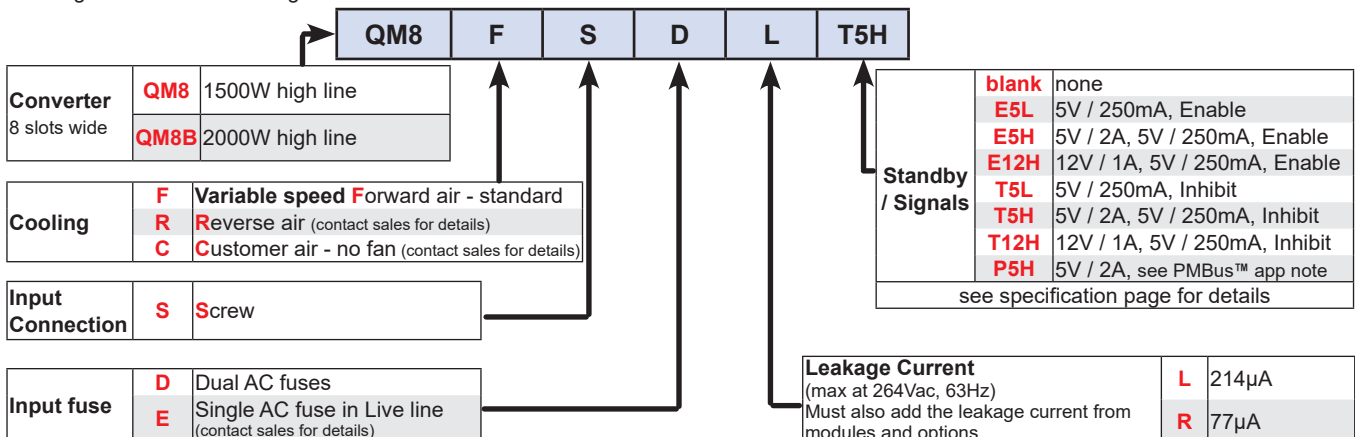 QM8 F S D L T5H
Converter
8 slots wide
QM8 1500W high line
QM8B 2000W high line
Cooling
F Variable speed Forward air - standard
R Reverse air (contact sales for details)
C Customer air - no fan (contact sales for details)
Input
Connection
S Screw
Input fuse
D Dual AC fuses
E Single AC fuse in Live line
(contact sales for details)
Standby
/ Signals
blank none
E5L 5V / 250mA, Enable
E5H 5V / 2A, 5V / 250mA, Enable
E12H 12V / 1A, 5V / 250mA, Enable
T5L 5V / 250mA, Inhibit
T5H 5V / 2A, 5V / 250mA, Inhibit
T12H 12V / 1A, 5V / 250mA, Inhibit
P5H 5V / 2A, see PMBus™ app note
see specification page for details
Leakage Current
(max at 264Vac, 63Hz)
Must also add the leakage current from
modules and options
L 214µA
R 77µA